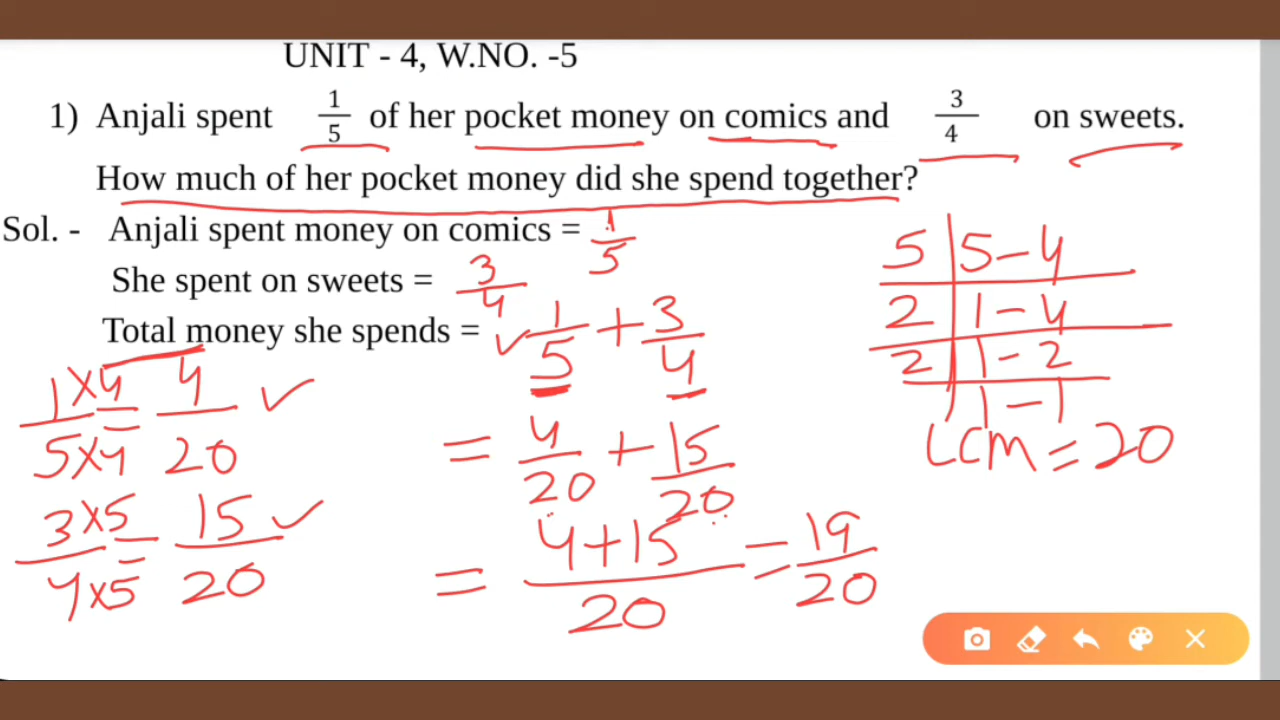 UNIT - 4, W.NO. -5
1) Anjali spent 1/5 of her pocket money on comics and 3/4 on sweets.
How much of her pocket money did she spend together?
Sol. - Anjali spent money on comics = 1/5
She spent on sweets = 3/4
Total money she spends = ✓ 1/5 + 3/4
= 4/20 + 15/20
= 4+15/20 = 19/20
1×4/5×4 = 4/20 ✓
3×5/4×5 = 15/20 ✓
5 | 5 – 4
2 | 1 – 4
2 | 1 – 2
| 1 – 1
LCM = 20